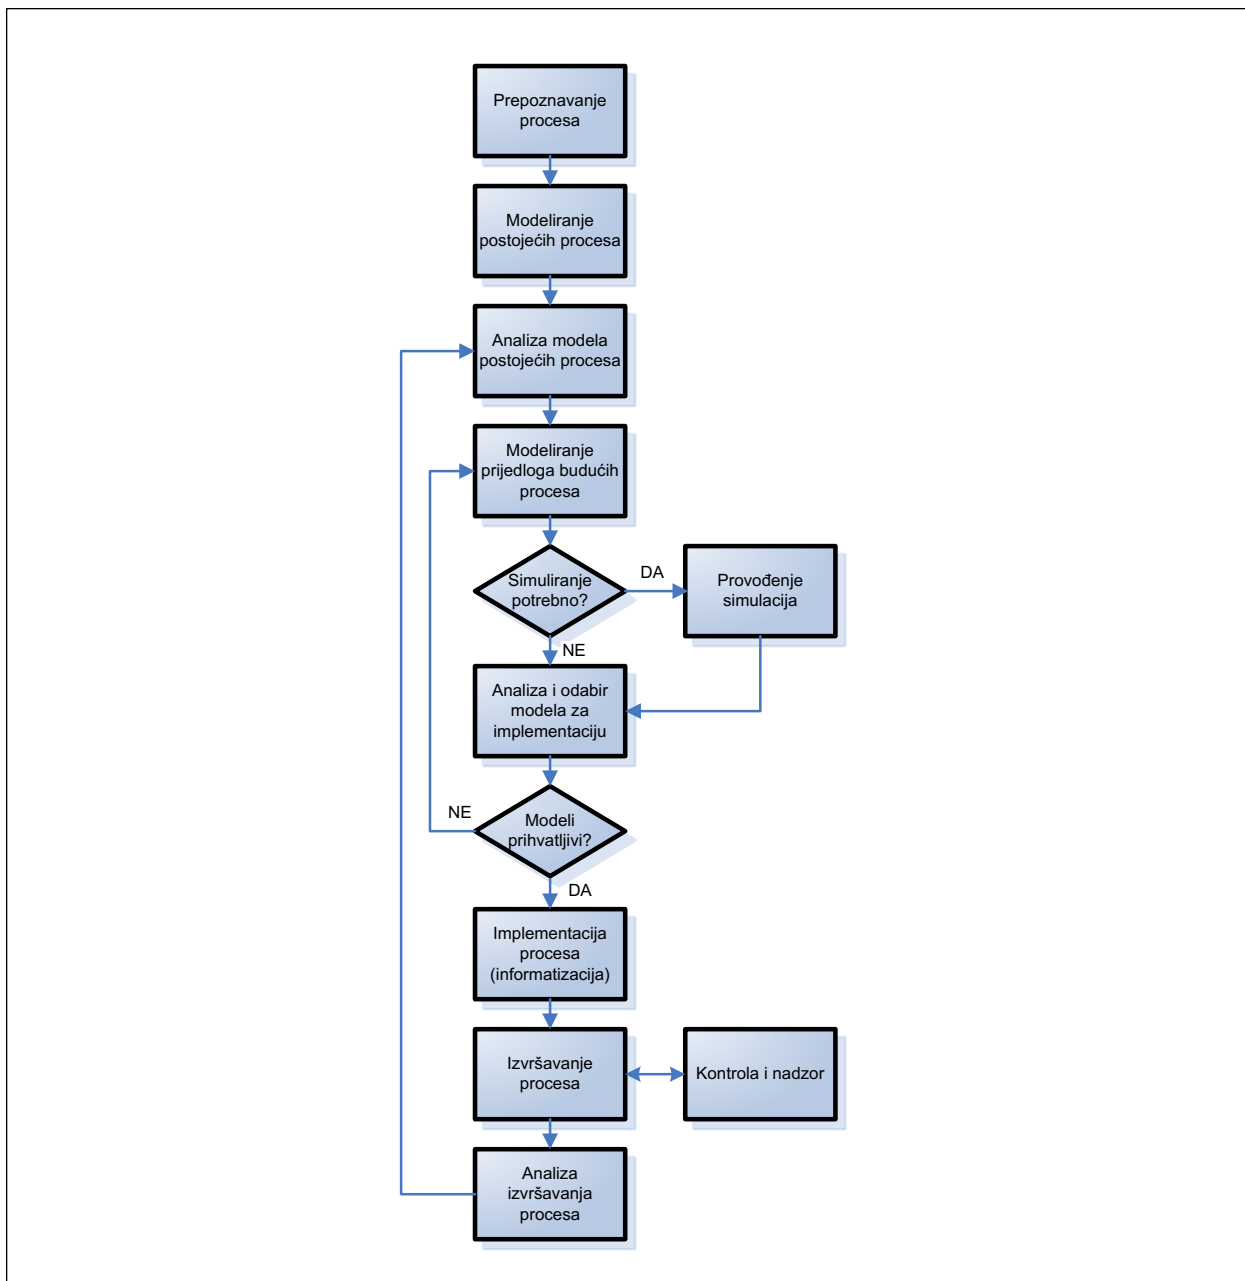 Prepoznavanje
procesa
Modeliranje
postojećih procesa
Analiza modela
postojećih procesa
Modeliranje
prijedloga budućih
procesa
Simuliranje
potrebno?
DA
Provođenje
simulacija
NE
Analiza i odabir
modela za
implementaciju
NE
Modeli
prihvatljivi?
DA
Implementacija
procesa
(informatizacija)
Izvršavanje
procesa
Kontrola i nadzor
Analiza
izvršavanja
procesa